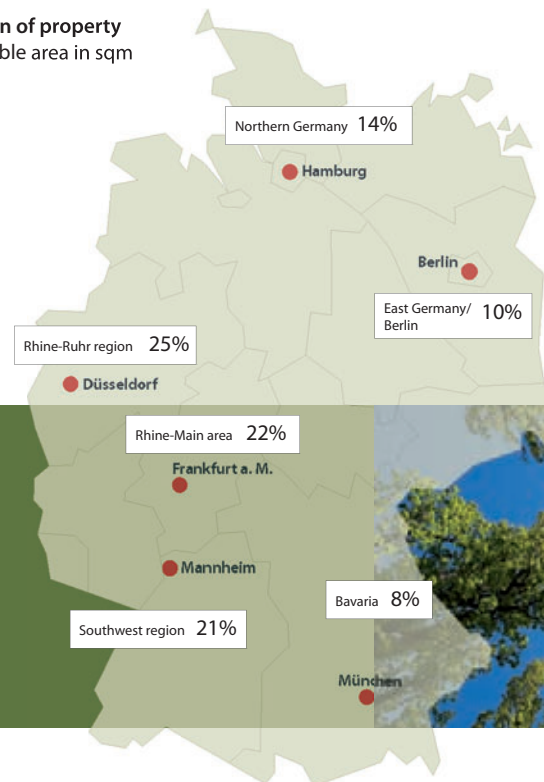 n of property
ble area in sqm
Northern Germany 14%
Hamburg
Berlin
East Germany/
Berlin 10%
Rhine-Ruhr region 25%
Düsseldorf
Rhine-Main area 22%
Frankfurt a. M.
Mannheim
Bavaria 8%
Southwest region 21%
München